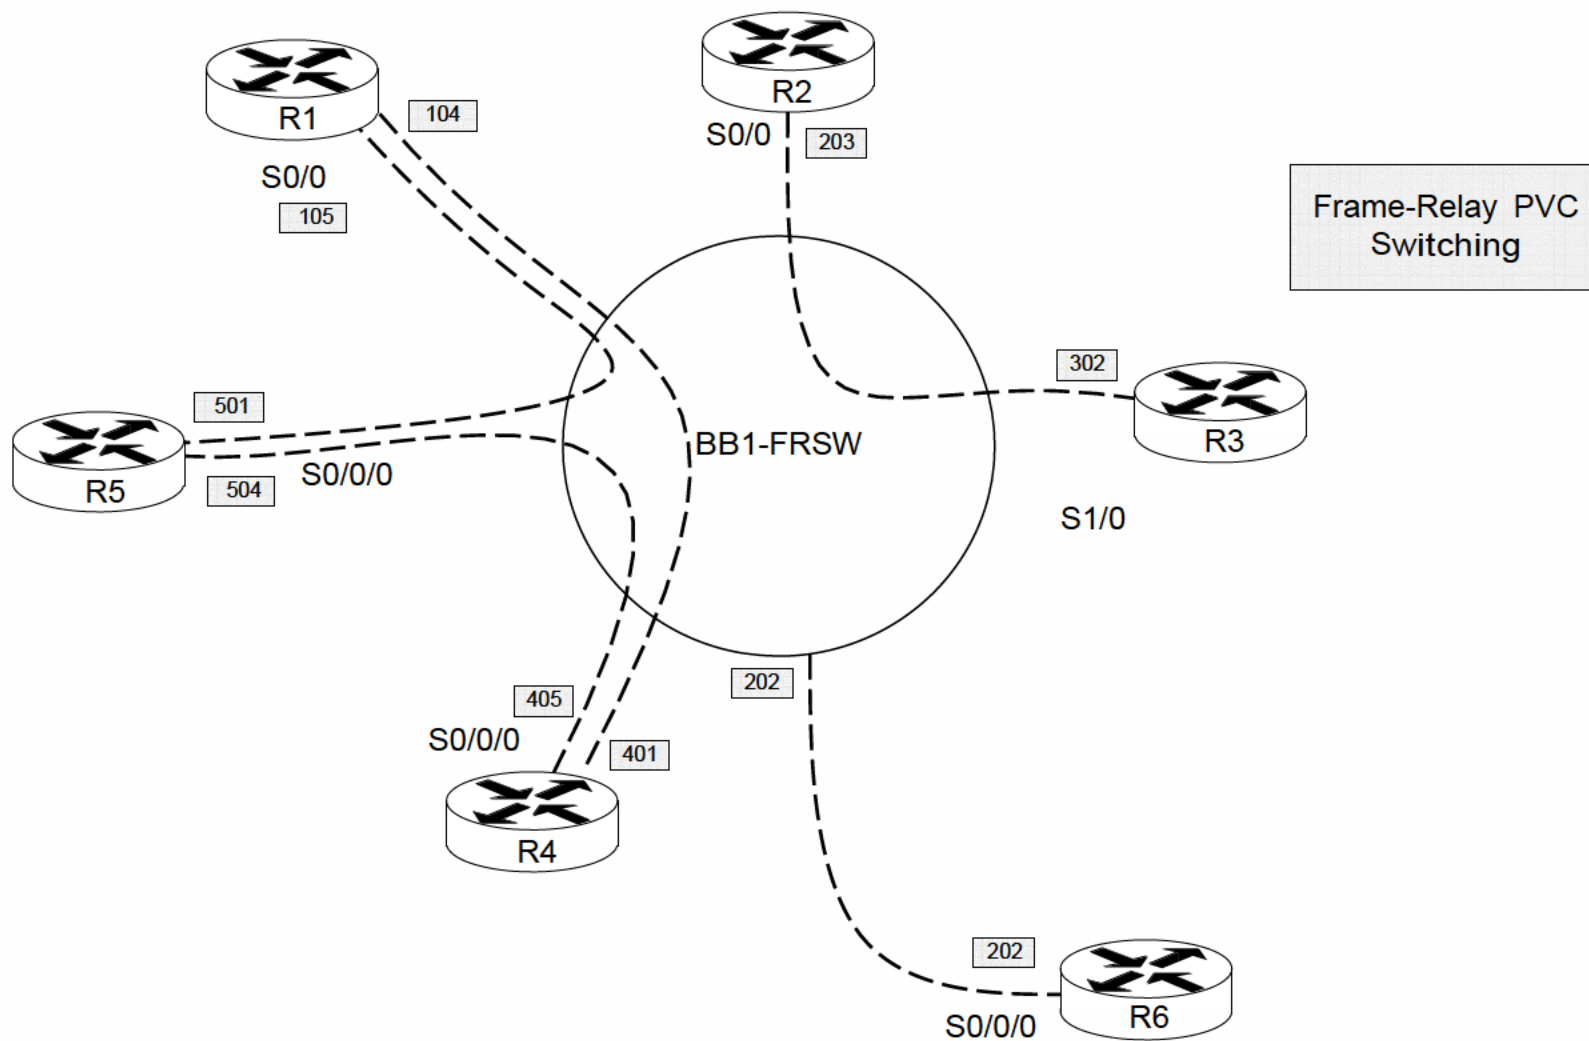 R1
104
S0/0
105
R2
S0/0
203
Frame-Relay PVC
Switching
302
R3
S1/0
501
R5
S0/0/0
504
BB1-FRSW
405
S0/0/0
401
R4
202
202
R6
S0/0/0